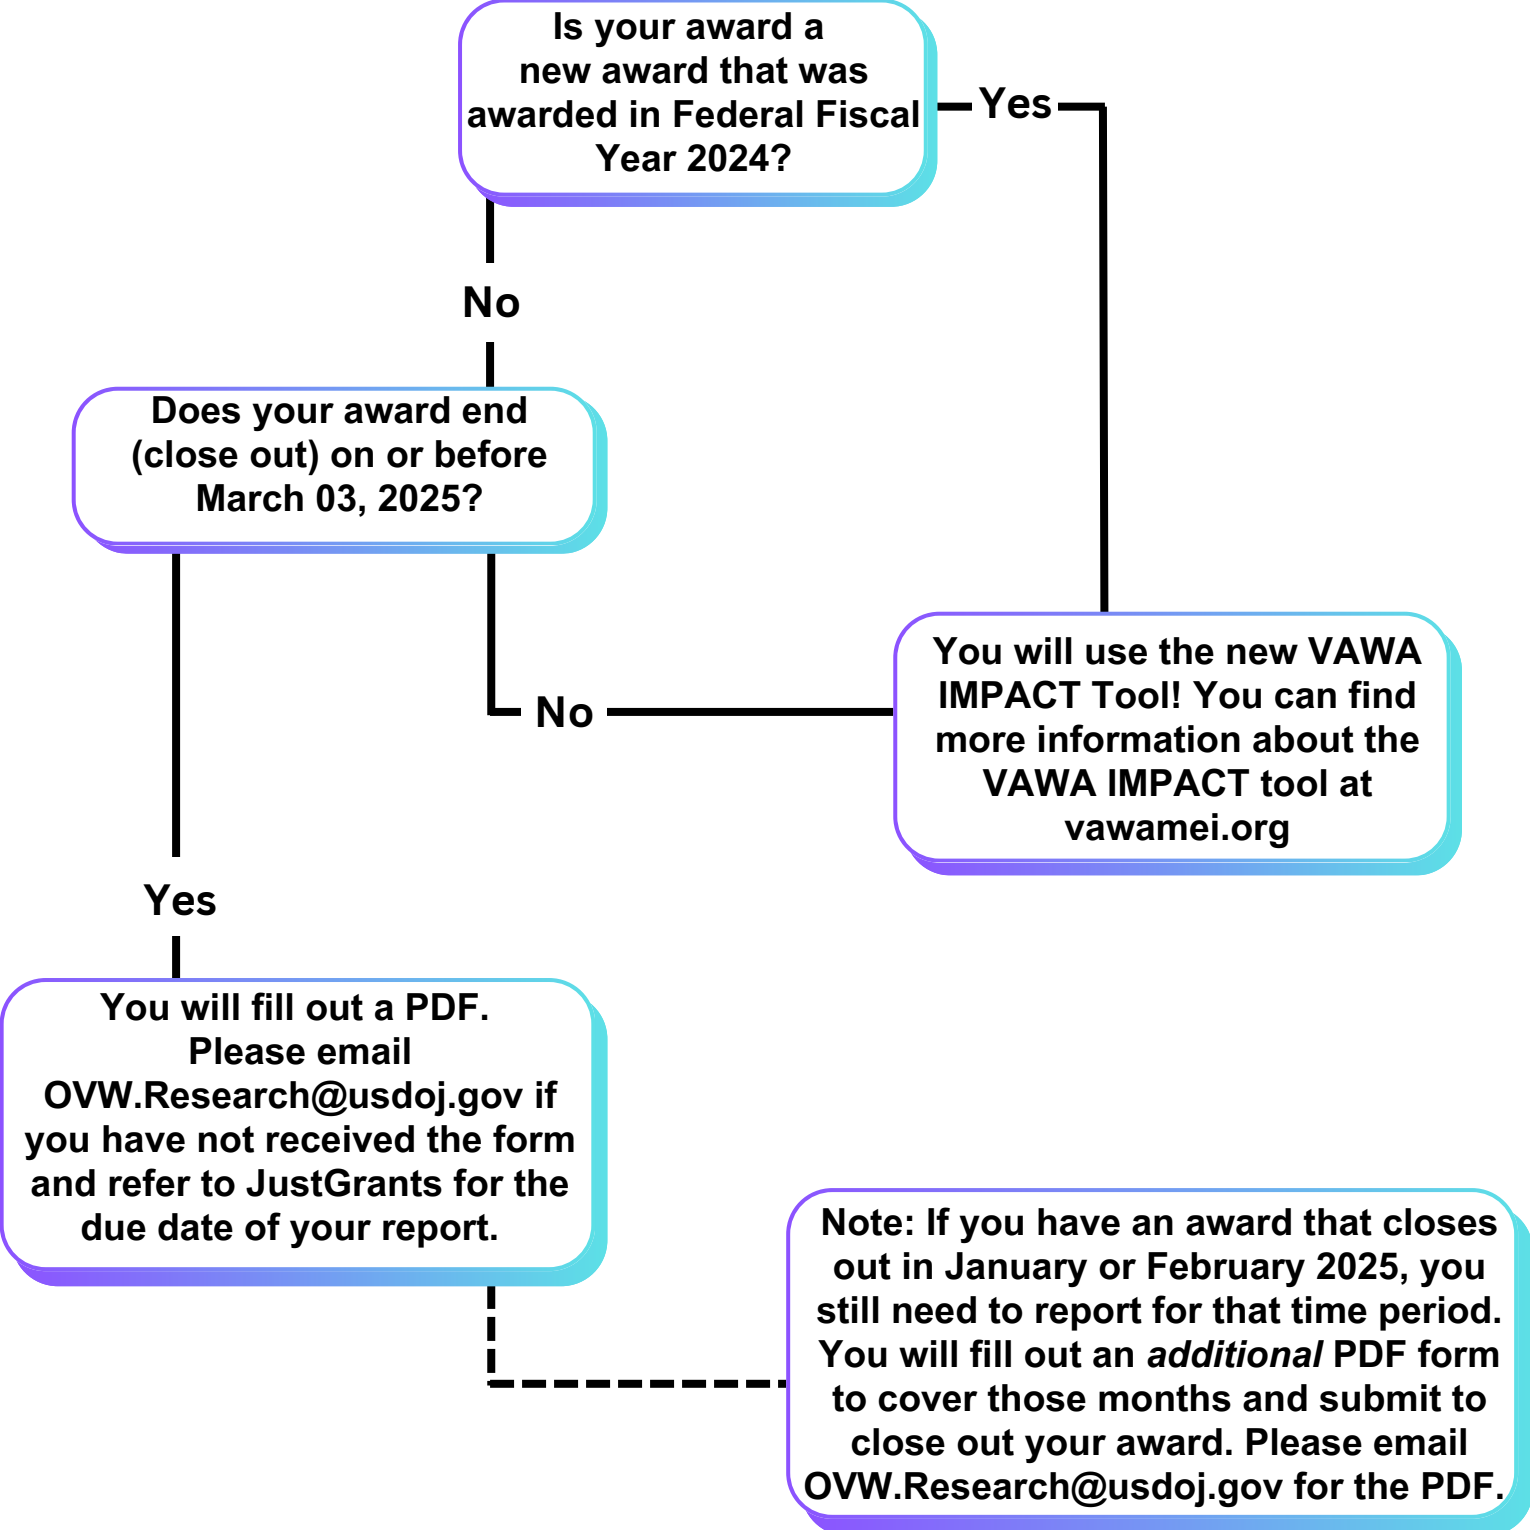 Is your award a
new award that was
awarded in Federal Fiscal
Year 2024?
Yes
No
Does your award end
(close out) on or before
March 03, 2025?
No
You will use the new VAWA
IMPACT Tool! You can find
more information about the
VAWA IMPACT tool at
vawamei.org
Yes
You will fill out a PDF.
Please email
OVW.Research@usdoj.gov if
you have not received the form
and refer to JustGrants for the
due date of your report.
Note: If you have an award that closes
out in January or February 2025, you
still need to report for that time period.
You will fill out an additional PDF form
to cover those months and submit to
close out your award. Please email
OVW.Research@usdoj.gov for the PDF.